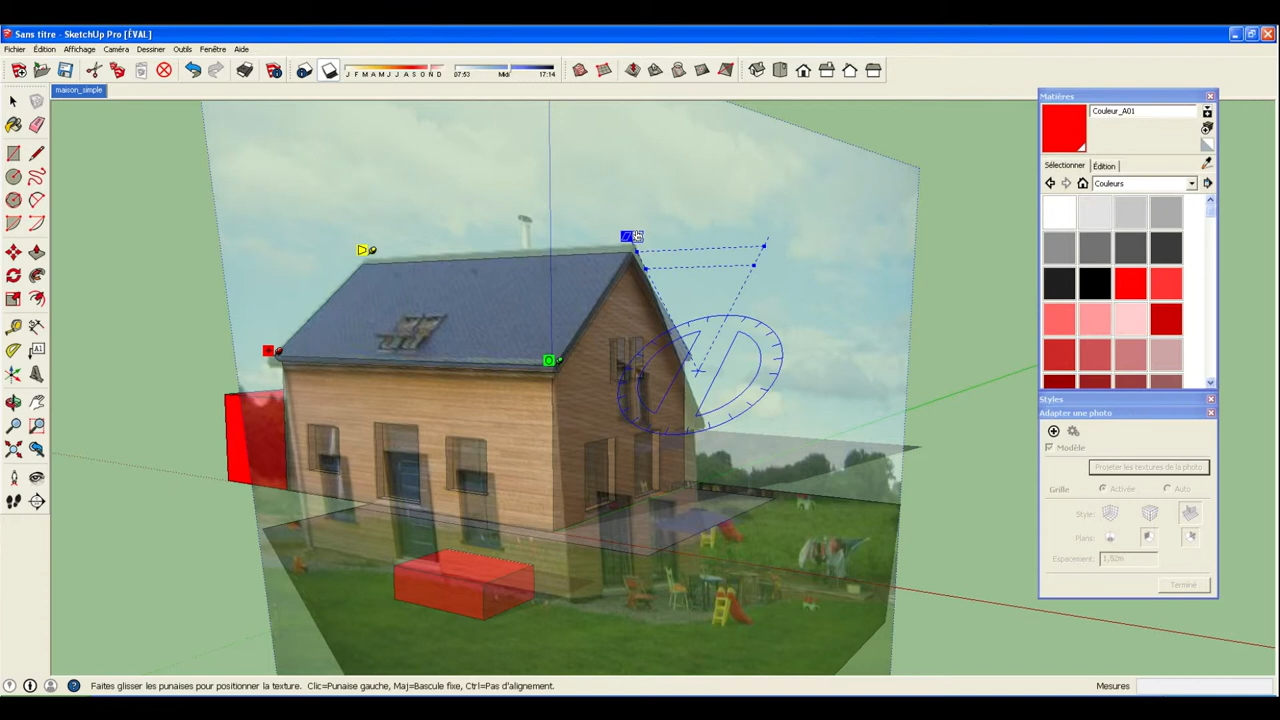 Sans titre - SketchUp Pro [ÉVAL]
Fichier Édition Affichage Caméra Dessiner Outils Fenêtre Aide
J F M A M J J A S O N D 07:53 Midi 17:14
maison_simple
Matières
Couleur_A01
Sélectionner Édition
Couleurs
A1
Styles
Adapter une photo
Modèle
Projeter les textures de la photo
Grille Activée Auto
Style:
Plans:
Espacement: 1,50m
Terminé
Faites glisser les punaises pour positionner la texture. Clic=Punaise gauche, Maj=Bascule fixe, Ctrl=Pas d'alignement. Mesures